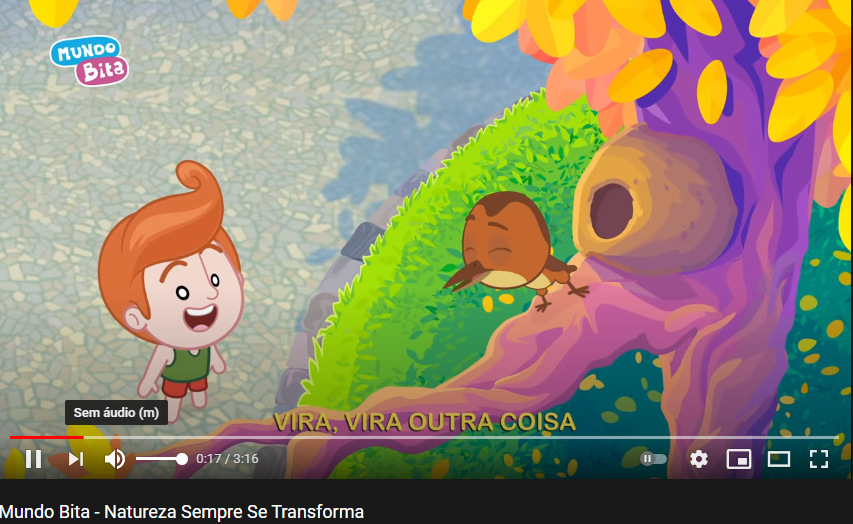 MUNDO
Bita
VIRA, VIRA OUTRA COISA
Sem áudio (m)
0:17 / 3:16
Mundo Bita - Natureza Sempre Se Transforma